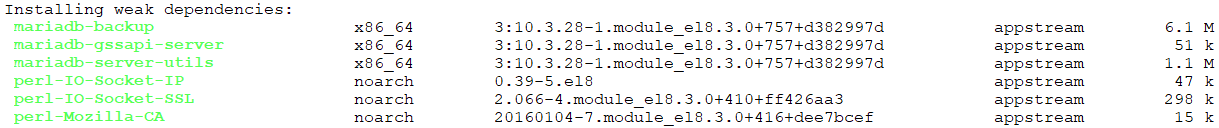 Installing weak dependencies:
mariadb-backup x86_64 3:10.3.28-1.module_el8.3.0+757+d382997d appstream 6.1 M
mariadb-gssapi-server x86_64 3:10.3.28-1.module_el8.3.0+757+d382997d appstream 51 k
mariadb-server-utils x86_64 3:10.3.28-1.module_el8.3.0+757+d382997d appstream 1.1 M
perl-IO-Socket-IP noarch 0.39-5.el8 appstream 47 k
perl-IO-Socket-SSL noarch 2.066-4.module_el8.3.0+410+ff426aa3 appstream 298 k
perl-Mozilla-CA noarch 20160104-7.module_el8.3.0+416+dee7bcef appstream 15 k